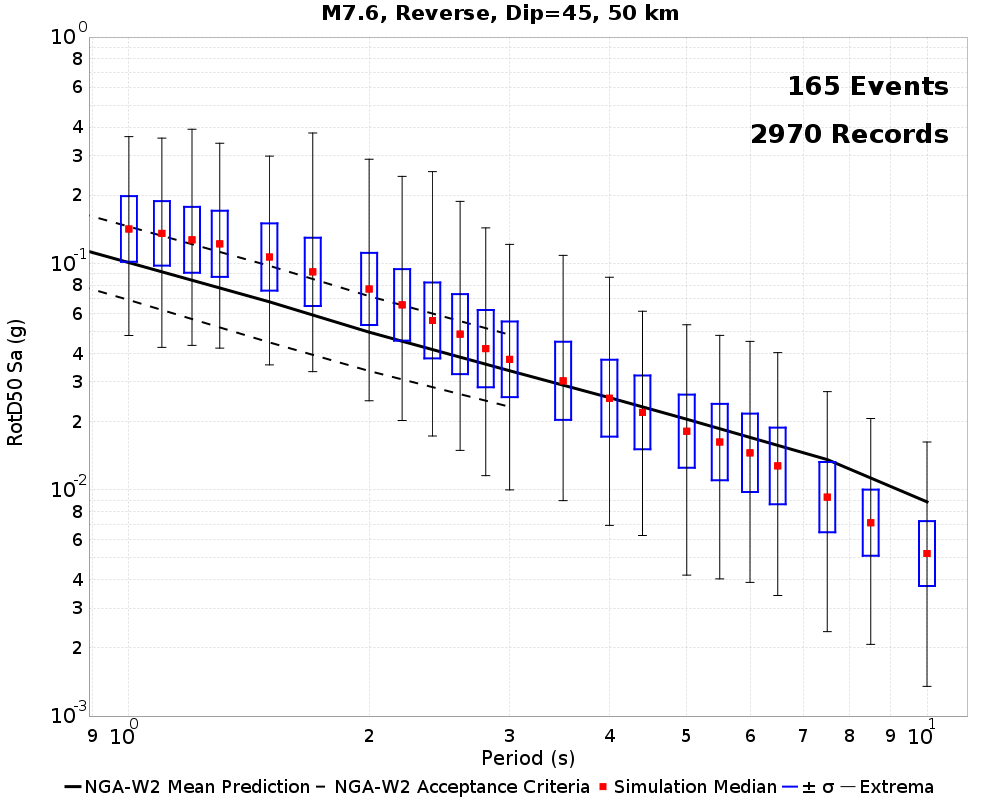 M7.6, Reverse, Dip=45, 50 km
165 Events
2970 Records
RotD50 Sa (g)
10^0
8
6
4
3
2
10^-1
8
6
4
3
2
10^-2
8
6
4
3
2
10^-3
9 10^0 2 3 4 5 6 7 8 9 10^1
Period (s)
NGA-W2 Mean Prediction NGA-W2 Acceptance Criteria Simulation Median ± σ Extrema